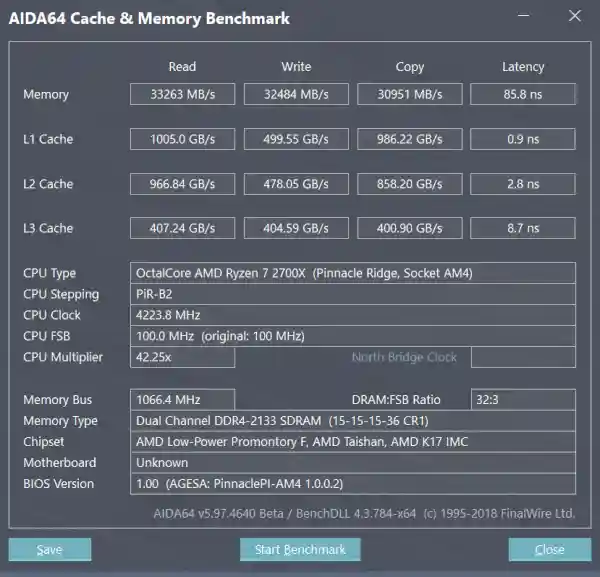 AIDA64 Cache & Memory Benchmark
Read Write Copy Latency
Memory 33263 MB/s 32484 MB/s 30951 MB/s 85.8 ns
L1 Cache 1005.0 GB/s 499.55 GB/s 986.22 GB/s 0.9 ns
L2 Cache 966.84 GB/s 478.05 GB/s 858.20 GB/s 2.8 ns
L3 Cache 407.24 GB/s 404.59 GB/s 400.90 GB/s 8.7 ns
CPU Type OctalCore AMD Ryzen 7 2700X (Pinnacle Ridge, Socket AM4)
CPU Stepping PiR-B2
CPU Clock 4223.8 MHz
CPU FSB 100.0 MHz (original: 100 MHz)
CPU Multiplier 42.25x North Bridge Clock
Memory Bus 1066.4 MHz DRAM:FSB Ratio 32:3
Memory Type Dual Channel DDR4-2133 SDRAM (15-15-15-36 CR1)
Chipset AMD Low-Power Promontory F, AMD Taishan, AMD K17 IMC
Motherboard Unknown
BIOS Version 1.00 (AGESA: PinnaclePI-AM4 1.0.0.2)
AIDA64 v5.97.4640 Beta / BenchDLL 4.3.784-x64 (c) 1995-2018 FinalWire Ltd.
Save Start Benchmark Close